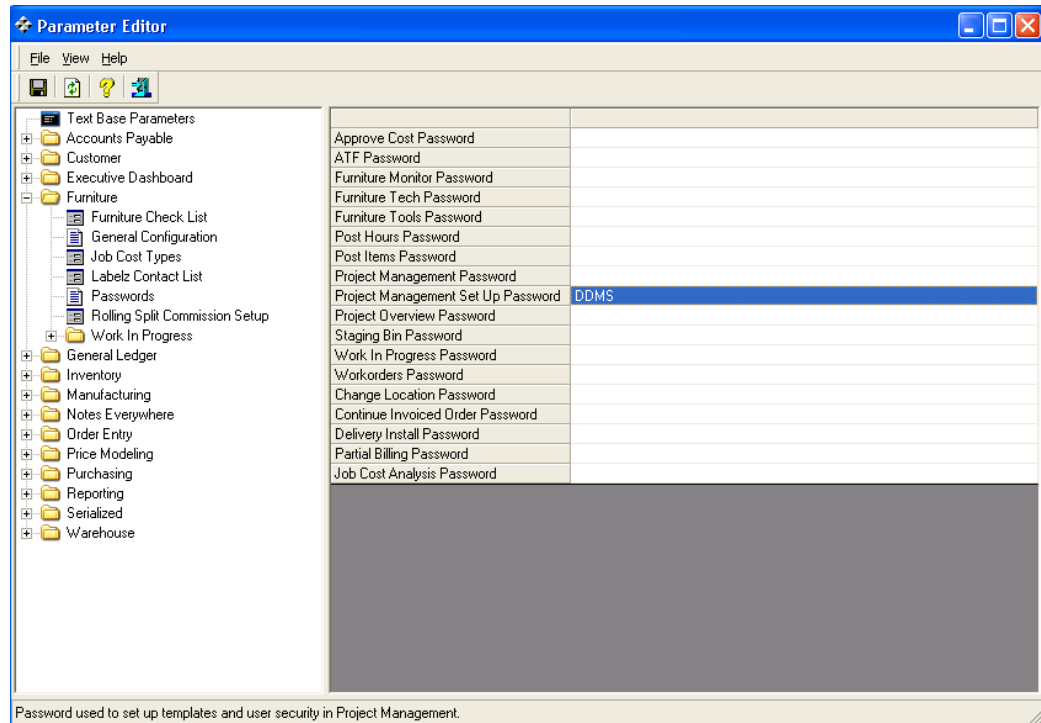 Parameter Editor
File View Help
Text Base Parameters
Accounts Payable
Customer
Executive Dashboard
Furniture
Furniture Check List
General Configuration
Job Cost Types
Labelz Contact List
Passwords
Rolling Split Commission Setup
Work In Progress
General Ledger
Inventory
Manufacturing
Notes Everywhere
Order Entry
Price Modeling
Purchasing
Reporting
Serialized
Warehouse
Approve Cost Password
ATF Password
Furniture Monitor Password
Furniture Tech Password
Furniture Tools Password
Post Hours Password
Post Items Password
Project Management Password
Project Management Set Up Password DDMS
Project Overview Password
Staging Bin Password
Work In Progress Password
Workorders Password
Change Location Password
Continue Invoiced Order Password
Delivery Install Password
Partial Billing Password
Job Cost Analysis Password
Password used to set up templates and user security in Project Management.